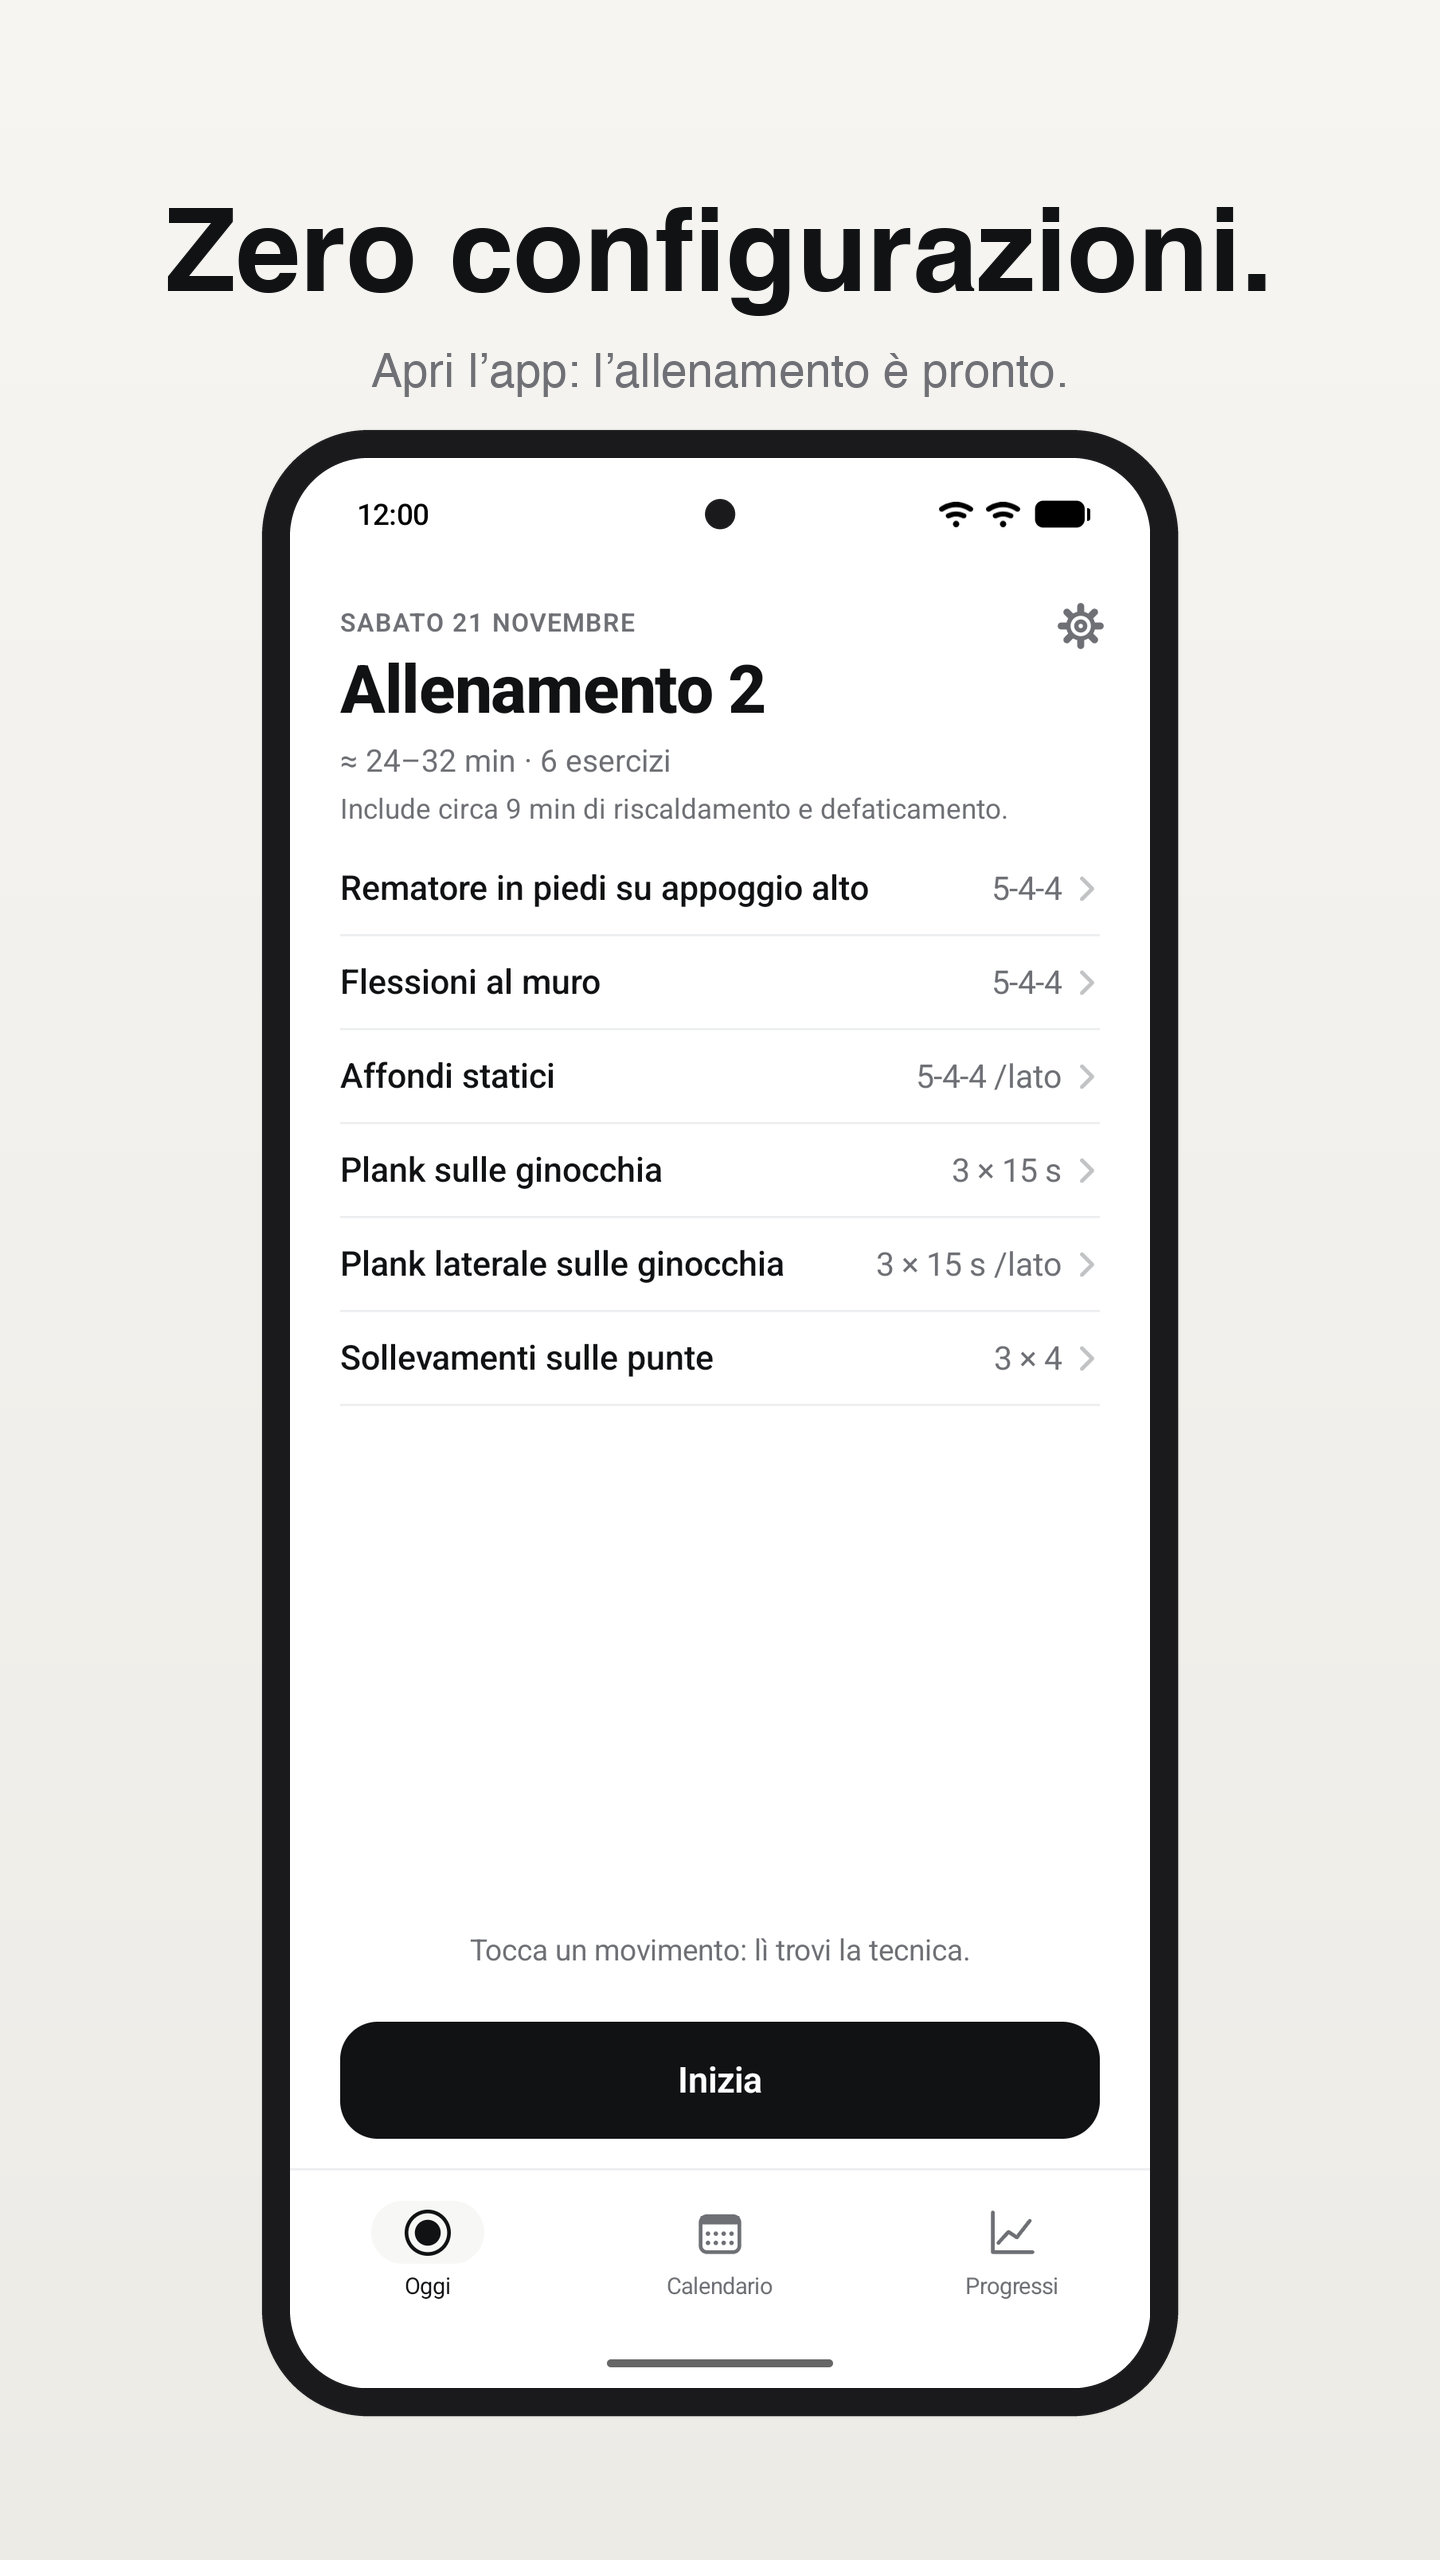 Zero configurazioni.
Apri l’app: l’allenamento è pronto.
12:00
SABATO 21 NOVEMBRE
Allenamento 2
≈ 24–32 min · 6 esercizi
Include circa 9 min di riscaldamento e defaticamento.
Rematore in piedi su appoggio alto 5-4-4
Flessioni al muro 5-4-4
Affondi statici 5-4-4 /lato
Plank sulle ginocchia 3 × 15 s
Plank laterale sulle ginocchia 3 × 15 s /lato
Sollevamenti sulle punte 3 × 4
Tocca un movimento: lì trovi la tecnica.
Inizia
Oggi Calendario Progressi